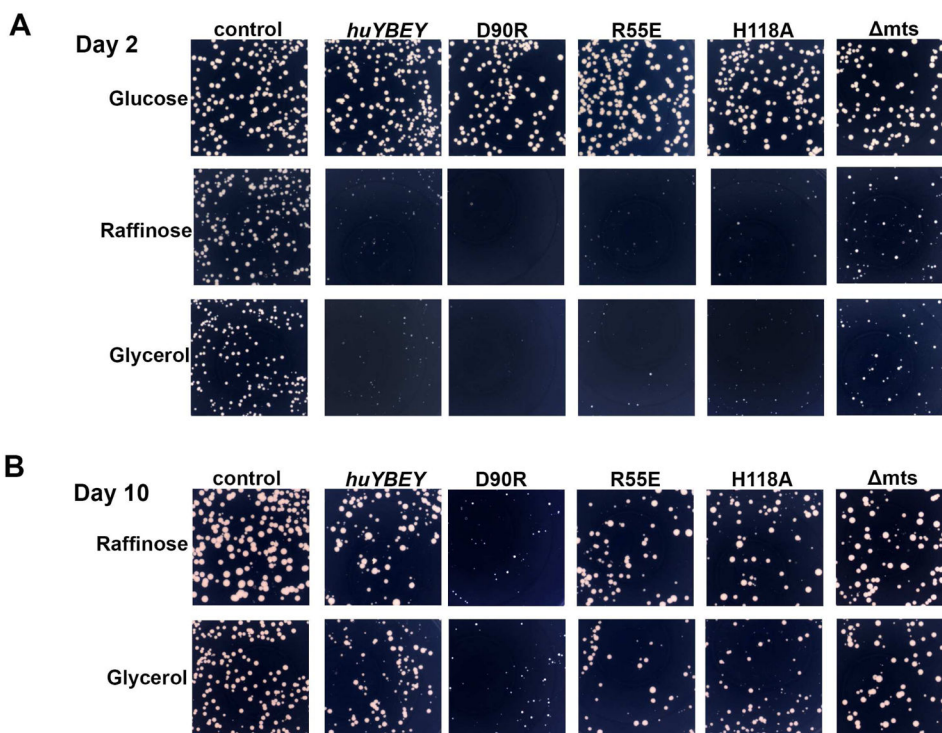 A
Day 2
control huYBEY D90R R55E H118A Δmts
Glucose
Raffinose
Glycerol
B
Day 10
control huYBEY D90R R55E H118A Δmts
Raffinose
Glycerol